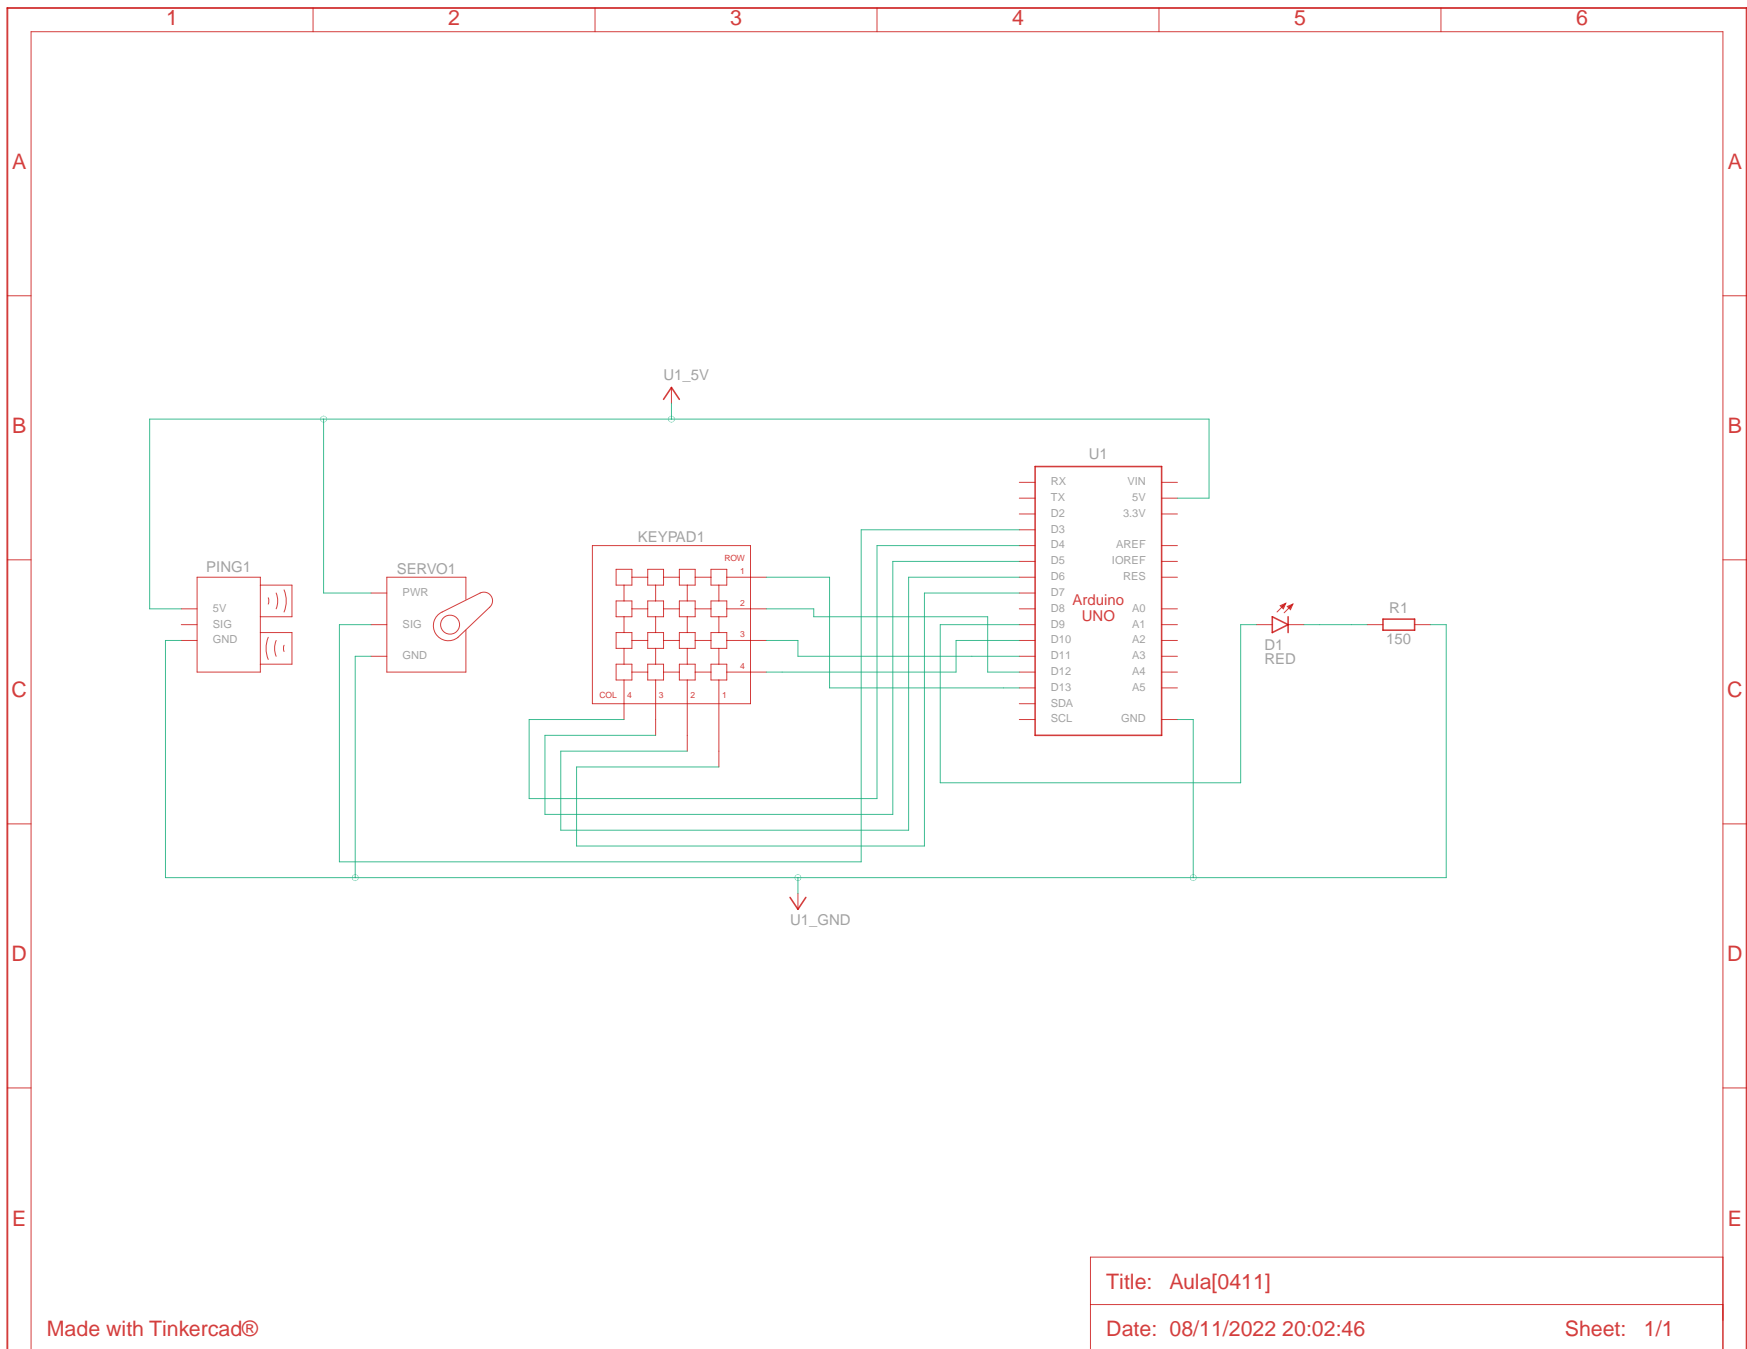 1 2 3 4 5 6
A A
B B
C C
D D
E E
U1_5V
U1
RX VIN
TX 5V
D2 3.3V
D3
D4 AREF
D5 IOREF
D6 RES
D7
D8 A0
D9 A1
D10 A2
D11 A3
D12 A4
D13 A5
SDA
SCL GND
Arduino
UNO
KEYPAD1
ROW
1
2
3
4
COL 4 3 2 1
PING1
5V
SIG
GND
SERVO1
PWR
SIG
GND
D1
RED
R1
150
U1_GND
Title: Aula[0411]
Date: 08/11/2022 20:02:46 Sheet: 1/1
Made with Tinkercad®